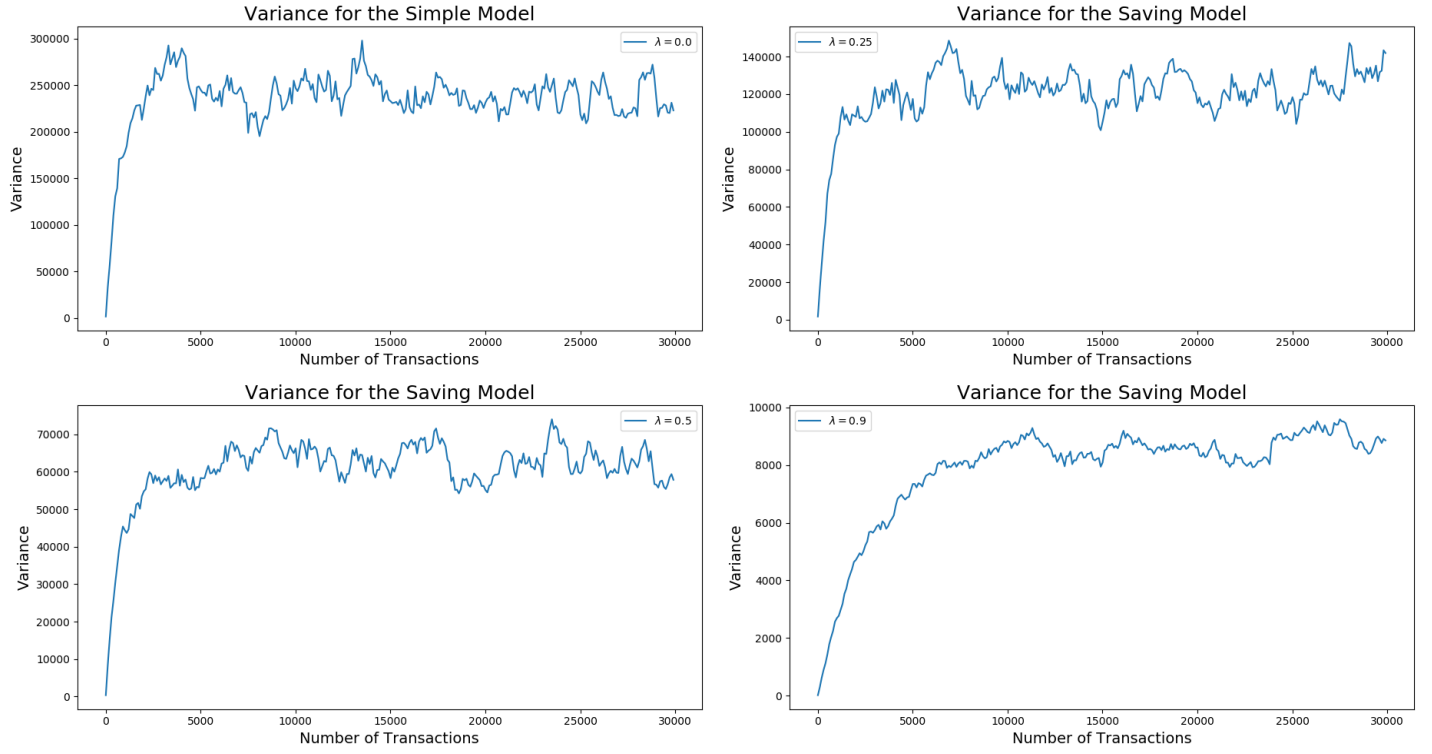 Variance for the Simple Model
λ = 0.0
300000
250000
200000
150000
100000
50000
0
Variance
0 5000 10000 15000 20000 25000 30000
Number of Transactions
Variance for the Saving Model
λ = 0.25
140000
120000
100000
80000
60000
40000
20000
0
Variance
0 5000 10000 15000 20000 25000 30000
Number of Transactions
Variance for the Saving Model
λ = 0.5
70000
60000
50000
40000
30000
20000
10000
0
Variance
0 5000 10000 15000 20000 25000 30000
Number of Transactions
Variance for the Saving Model
λ = 0.9
10000
8000
6000
4000
2000
0
Variance
0 5000 10000 15000 20000 25000 30000
Number of Transactions